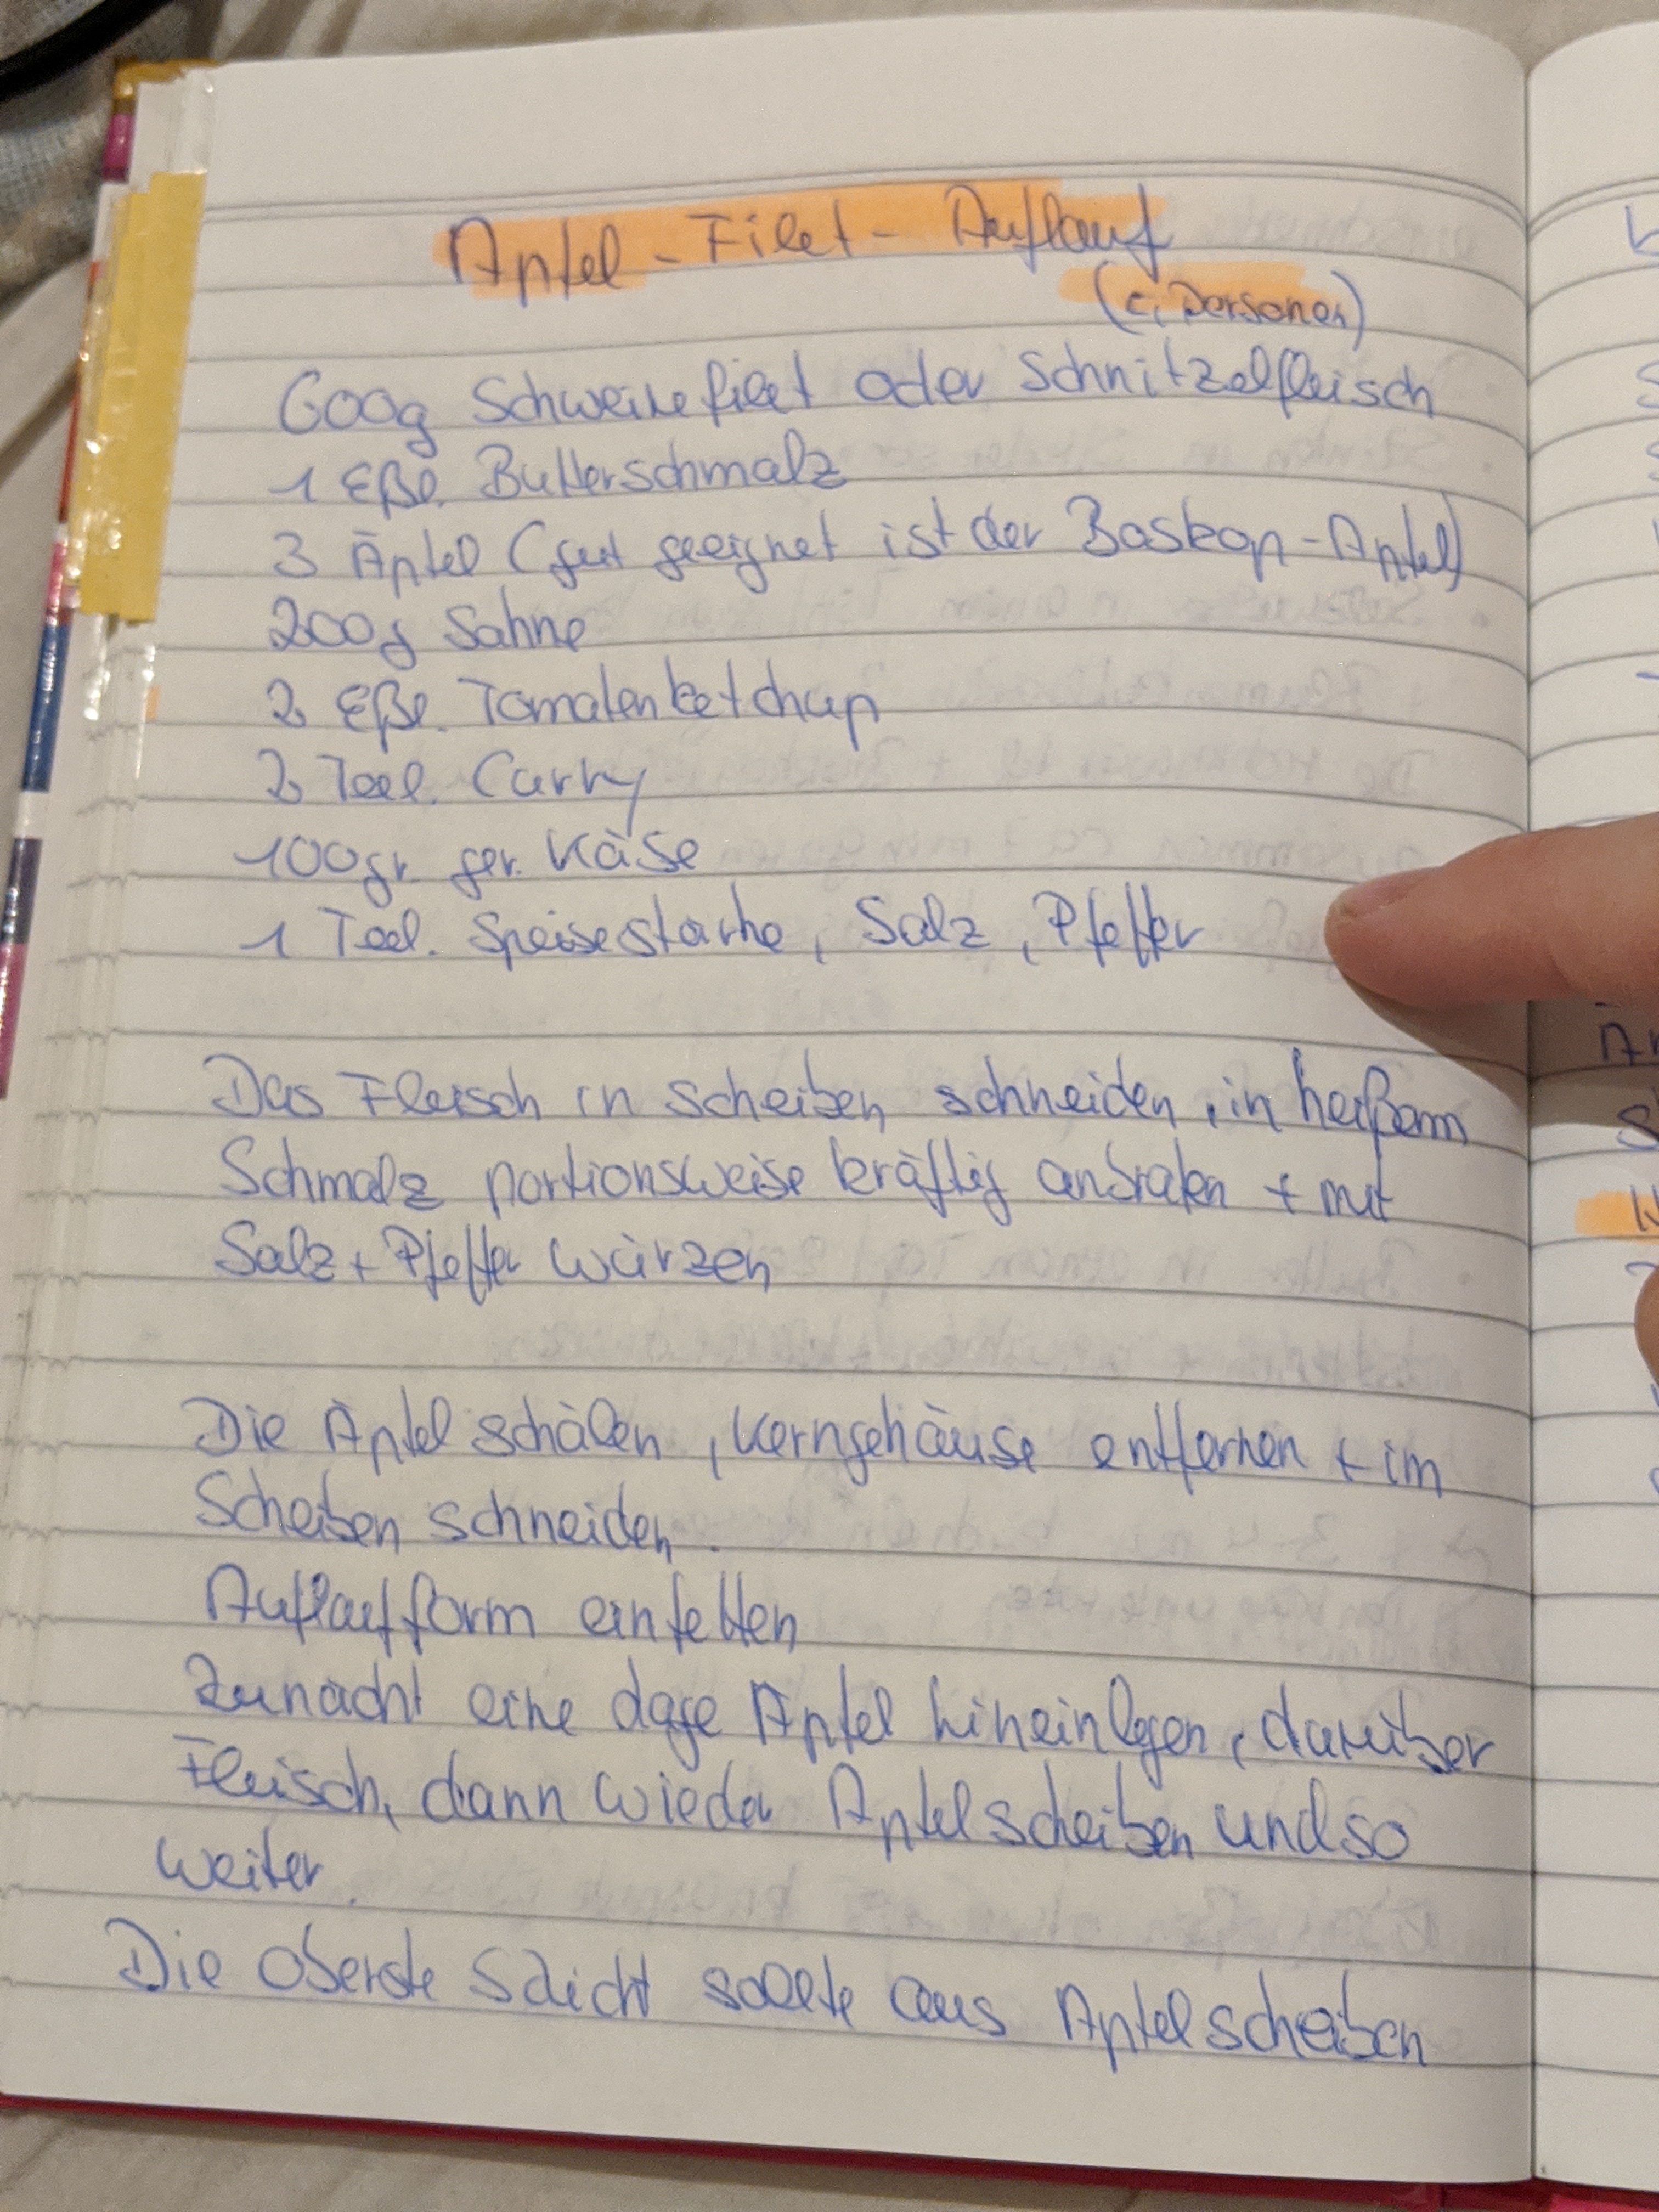 Apfel-Filet-Auflauf
( Personen)
600g Schweinefilet oder Schnitzelfleisch
1 Eßl. Butterschmalz
3 Äpfel (gut geeignet ist der Boskop-Apfel)
200g Sahne
2 Eßl. Tomatenketchup
2 Teel. Curry
100gr. ger. Käse
1 Teel. Speisestärke, Salz, Pfeffer
Das Fleisch in Scheiben schneiden, in heißem
Schmalz portionsweise kräftig anbraten + mit
Salz + Pfeffer würzen
Die Äpfel schälen, Kerngehäuse entfernen + im
Scheiben schneiden.
Auflaufform einfetten
Zunächt eine Äpfel hineinlegen, darüber
Fleisch, dann wieder Apfelscheiben und so
weiter.
Die oberste Schicht sollte aus Apfelscheiben